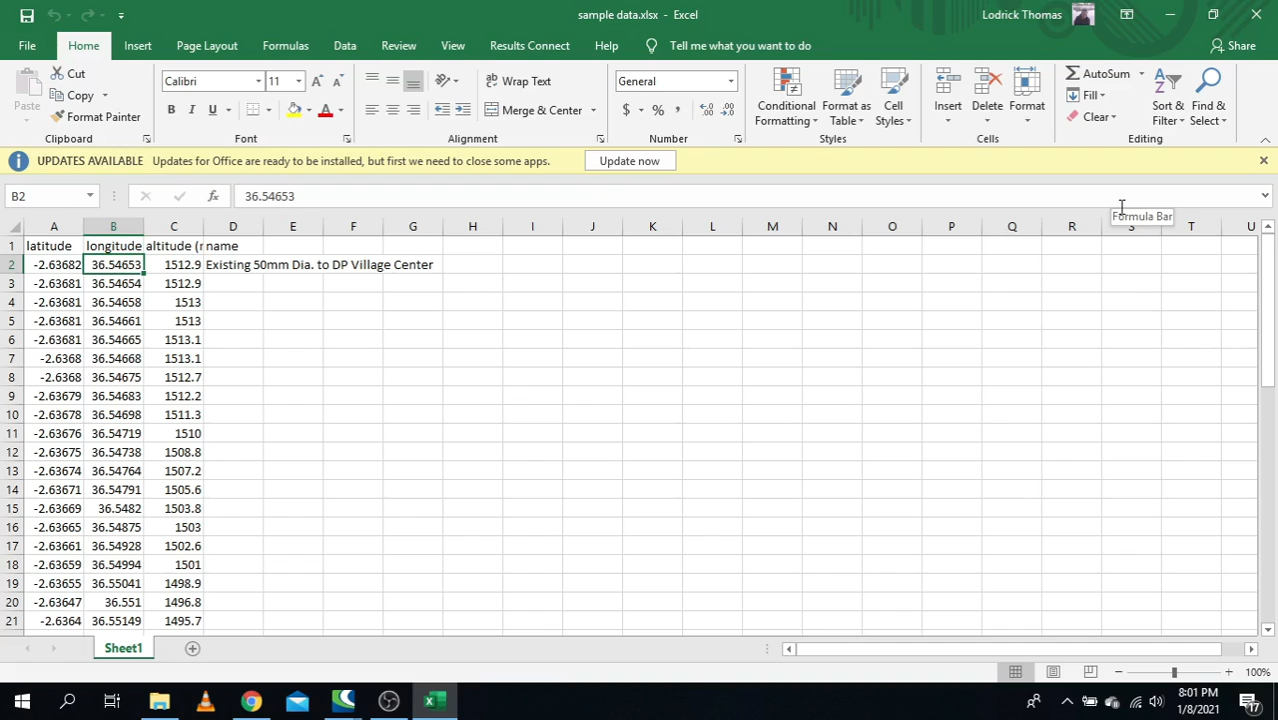 sample data.xlsx - Excel
Lodrick Thomas
File Home Insert Page Layout Formulas Data Review View Results Connect Help Tell me what you want to do Share
Paste
Cut
Copy
Format Painter
Clipboard
Calibri 11
B I U
Font
Wrap Text
Merge & Center
Alignment
General
$ % ,
Number
Conditional Formatting
Format as Table
Cell Styles
Styles
Insert Delete Format
Cells
AutoSum
Fill
Clear
Sort & Filter
Find & Select
Editing
UPDATES AVAILABLE Updates for Office are ready to be installed, but first we need to close some apps. Update now
B2 fx 36.54653
Formula Bar
A B C D E F G H I J K L M N O P Q R S T U
1 latitude longitude altitude (m name
2 -2.63682 36.54653 1512.9 Existing 50mm Dia. to DP Village Center
3 -2.63681 36.54654 1512.9
4 -2.63681 36.54658 1513
5 -2.63681 36.54661 1513
6 -2.63681 36.54665 1513.1
7 -2.6368 36.54668 1513.1
8 -2.6368 36.54675 1512.7
9 -2.63679 36.54683 1512.2
10 -2.63678 36.54698 1511.3
11 -2.63676 36.54719 1510
12 -2.63675 36.54738 1508.8
13 -2.63674 36.54764 1507.2
14 -2.63671 36.54791 1505.6
15 -2.63669 36.5482 1503.8
16 -2.63665 36.54875 1503
17 -2.63661 36.54928 1502.6
18 -2.63659 36.54994 1501
19 -2.63655 36.55041 1498.9
20 -2.63647 36.551 1496.8
21 -2.6364 36.55149 1495.7
Sheet1
100%
8:01 PM
1/8/2021
17